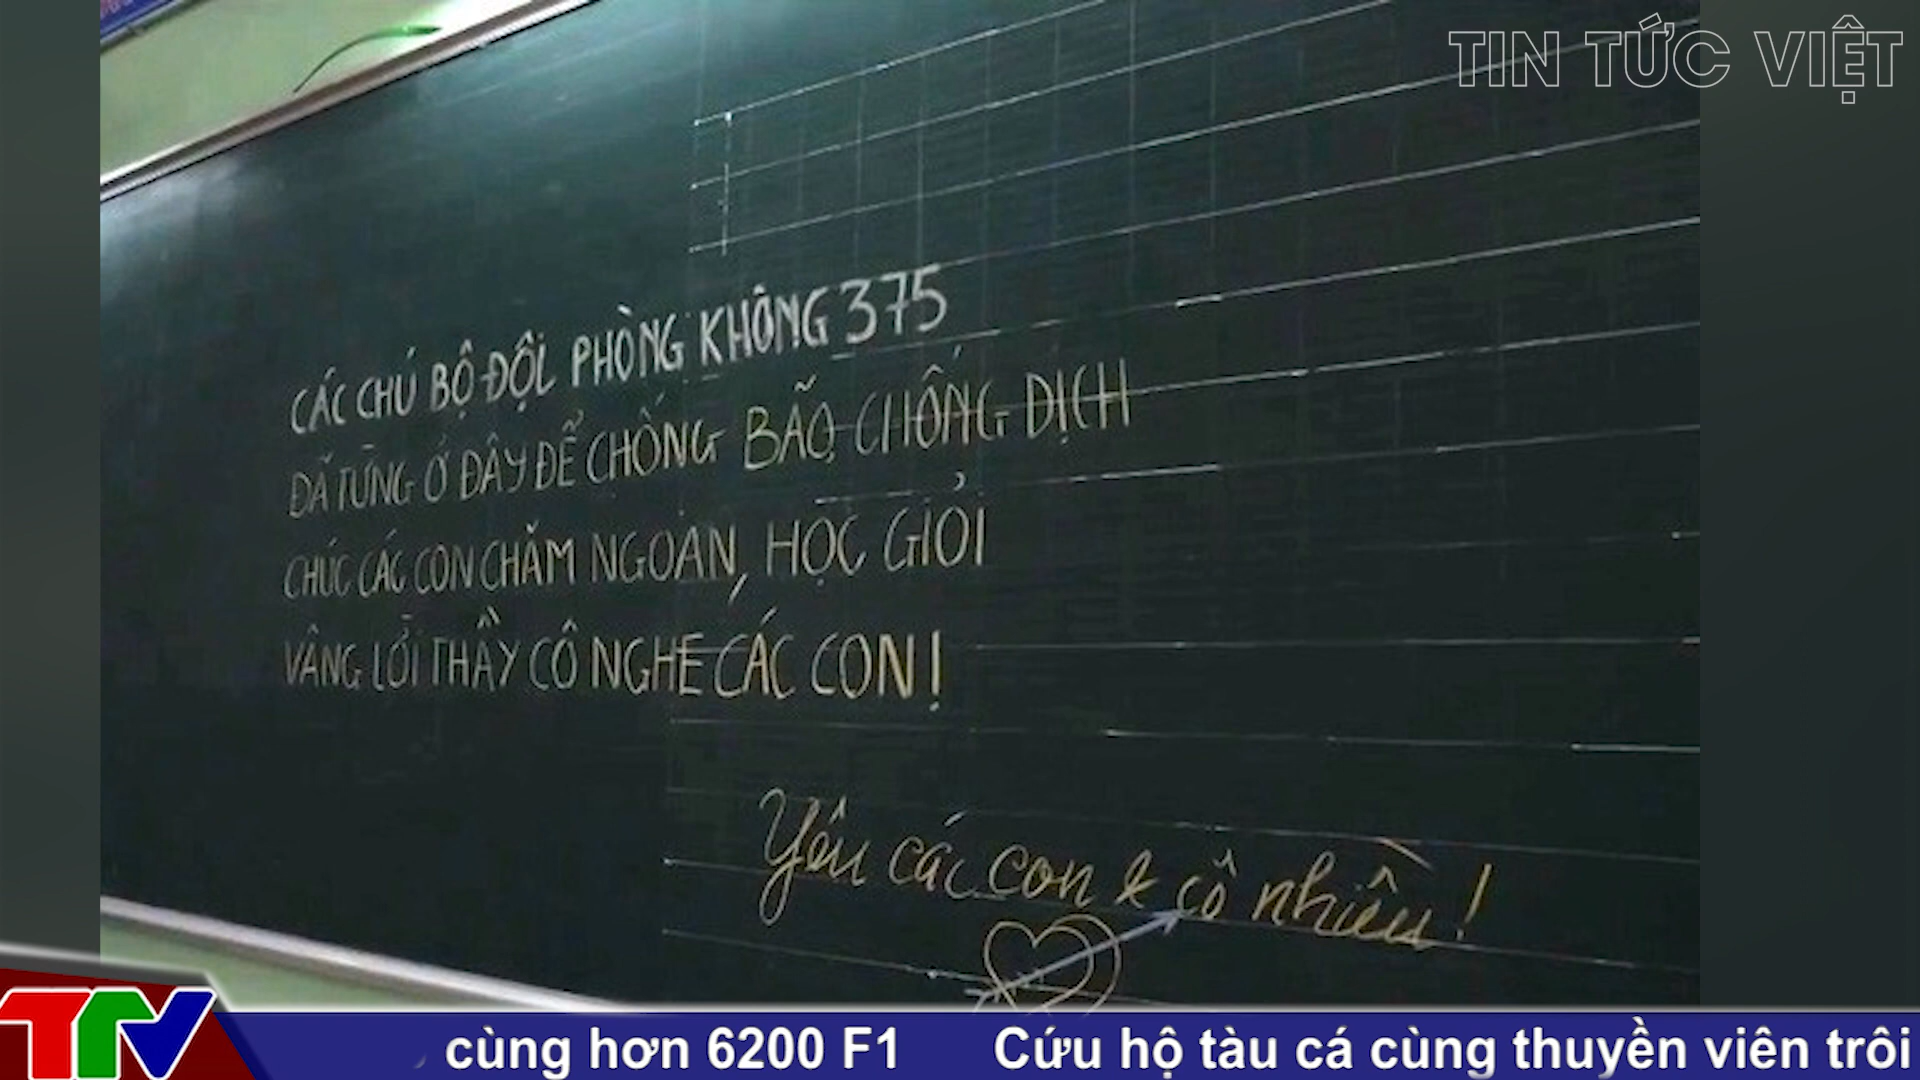 TIN TỨC VIỆT
CÁC CHÚ BỘ ĐỘI PHÒNG KHÔNG 375
ĐÃ TỪNG Ở ĐÂY ĐỂ CHỐNG BÃO, CHỐNG DỊCH
CHÚC CÁC CON CHĂM NGOAN, HỌC GIỎI
VÂNG LỜI THẦY CÔ NGHE CÁC CON!
Yêu các con & cô nhiều!
TTV
cùng hơn 6200 F1 Cứu hộ tàu cá cùng thuyền viên trôi